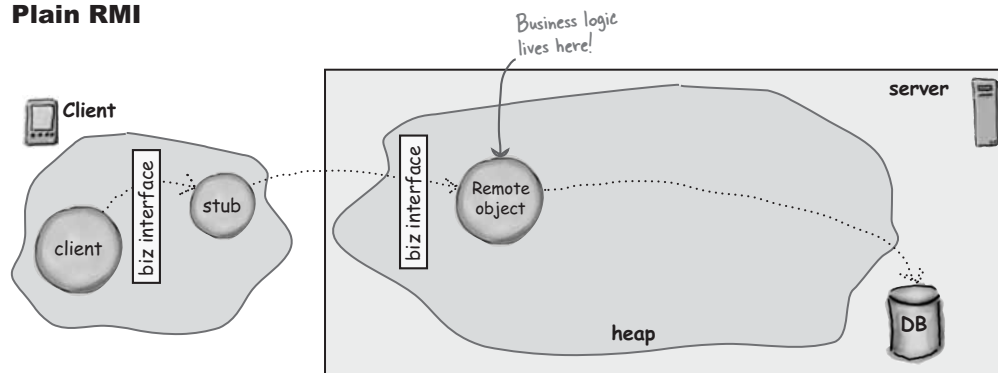 Plain RMI
Business logic
lives here!
server
Client
biz interface
stub
client
biz interface
Remote
object
heap
DB